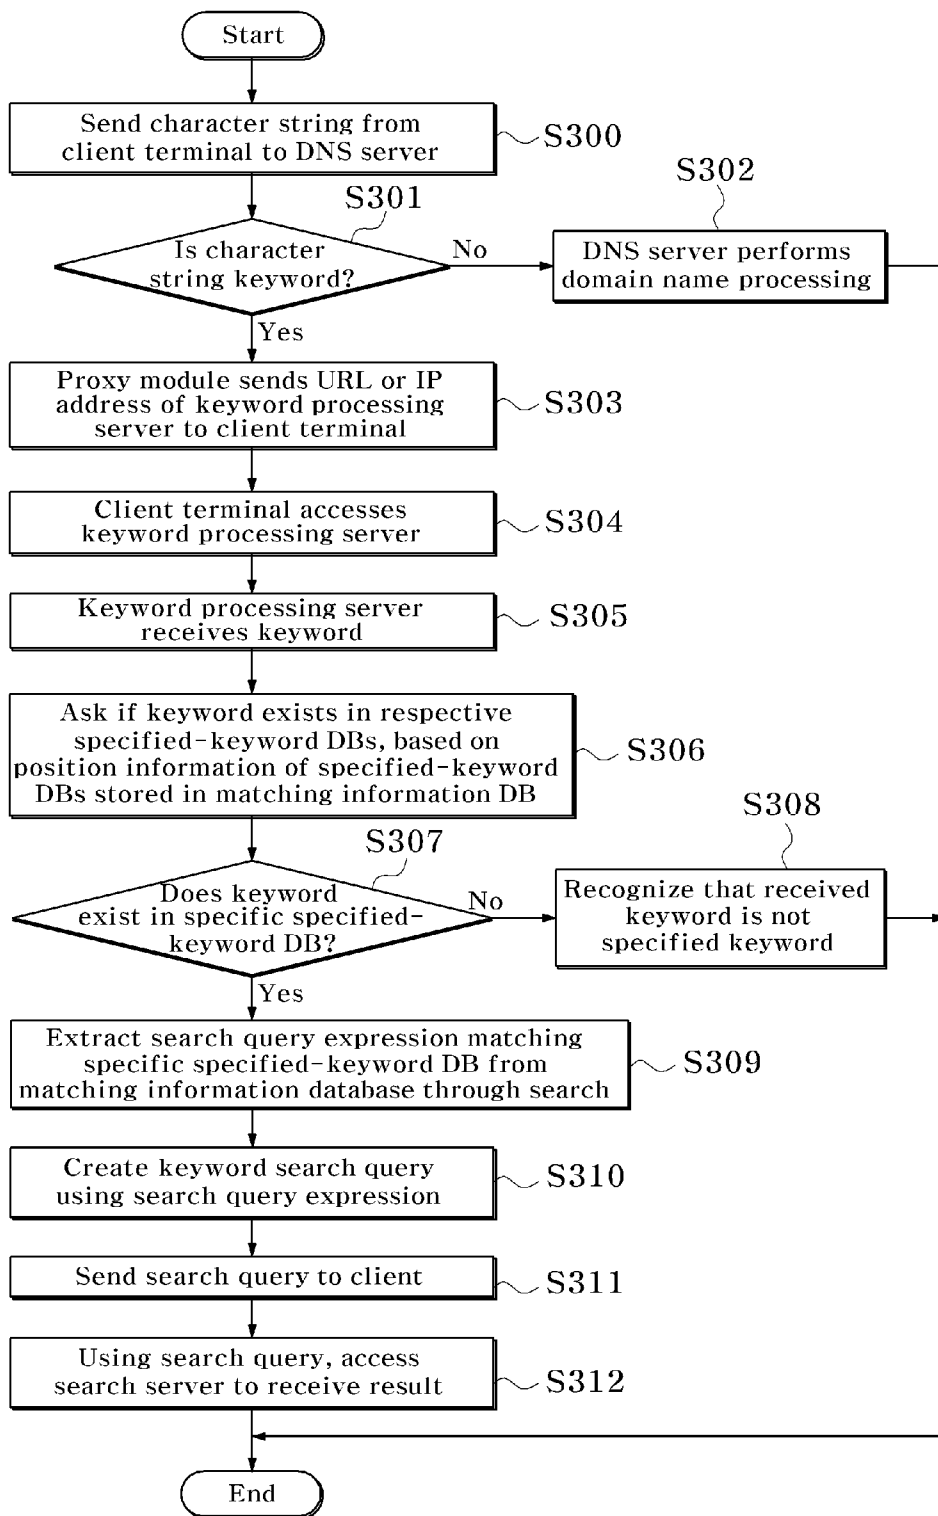 Start
Send character string from
client terminal to DNS server
S300
S301
Is character
string keyword?
No
S302
DNS server performs
domain name processing
Yes
Proxy module sends URL or IP
address of keyword processing
server to client terminal
S303
Client terminal accesses
keyword processing server
S304
Keyword processing server
receives keyword
S305
Ask if keyword exists in respective
specified-keyword DBs, based on
position information of specified-keyword
DBs stored in matching information DB
S306
S307
Does keyword
exist in specific specified-
keyword DB?
No
S308
Recognize that received
keyword is not
specified keyword
Yes
Extract search query expression matching
specific specified-keyword DB from
matching information database through search
S309
Create keyword search query
using search query expression
S310
Send search query to client
S311
Using search query, access
search server to receive result
S312
End